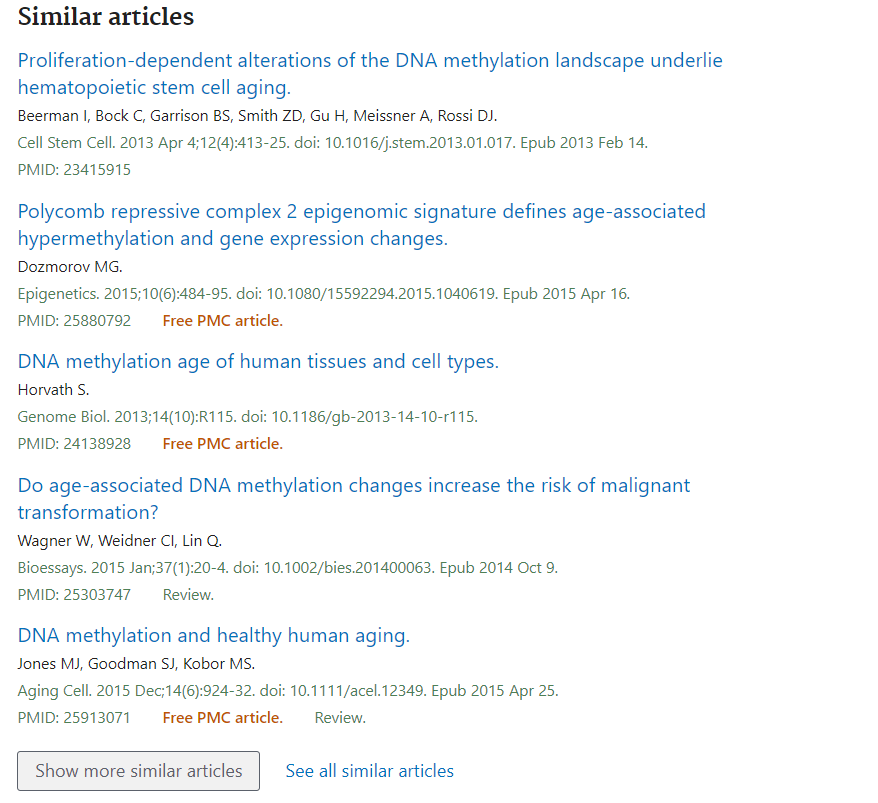 Similar articles
Proliferation-dependent alterations of the DNA methylation landscape underlie
hematopoietic stem cell aging.
Beerman I, Bock C, Garrison BS, Smith ZD, Gu H, Meissner A, Rossi DJ.
Cell Stem Cell. 2013 Apr 4;12(4):413-25. doi: 10.1016/j.stem.2013.01.017. Epub 2013 Feb 14.
PMID: 23415915
Polycomb repressive complex 2 epigenomic signature defines age-associated
hypermethylation and gene expression changes.
Dozmorov MG.
Epigenetics. 2015;10(6):484-95. doi: 10.1080/15592294.2015.1040619. Epub 2015 Apr 16.
PMID: 25880792 Free PMC article.
DNA methylation age of human tissues and cell types.
Horvath S.
Genome Biol. 2013;14(10):R115. doi: 10.1186/gb-2013-14-10-r115.
PMID: 24138928 Free PMC article.
Do age-associated DNA methylation changes increase the risk of malignant
transformation?
Wagner W, Weidner CI, Lin Q.
Bioessays. 2015 Jan;37(1):20-4. doi: 10.1002/bies.201400063. Epub 2014 Oct 9.
PMID: 25303747 Review.
DNA methylation and healthy human aging.
Jones MJ, Goodman SJ, Kobor MS.
Aging Cell. 2015 Dec;14(6):924-32. doi: 10.1111/acel.12349. Epub 2015 Apr 25.
PMID: 25913071 Free PMC article. Review.
Show more similar articles See all similar articles